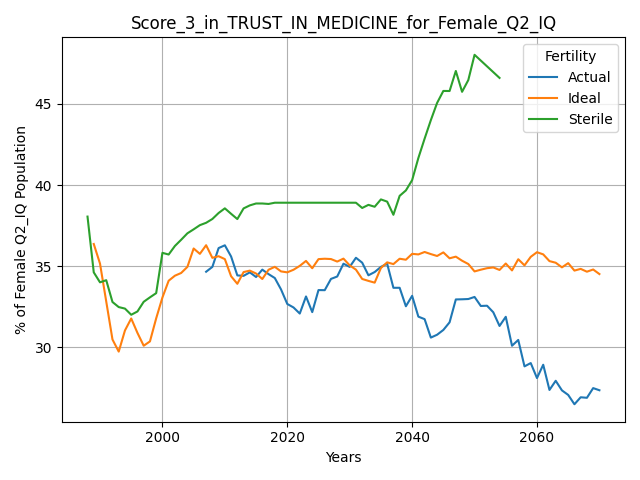 Score_3_in_TRUST_IN_MEDICINE_for_Female_Q2_IQ
Fertility
Actual
Ideal
Sterile
% of Female Q2_IQ Population
45
40
35
30
2000
2020
2040
2060
Years